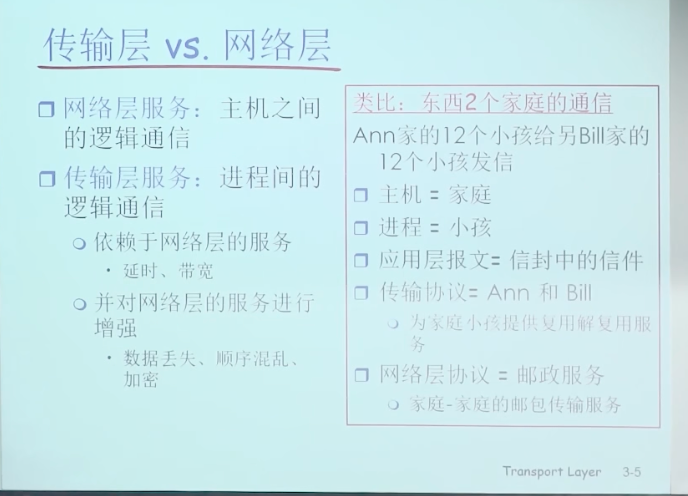 传输层 vs. 网络层
网络层服务：主机之间
的逻辑通信
传输层服务：进程间的
逻辑通信
依赖于网络层的服务
延时、带宽
并对网络层的服务进行
增强
数据丢失、顺序混乱、
加密
类比：东西2个家庭的通信
Ann家的12个小孩给另Bill家的
12个小孩发信
主机 = 家庭
进程 = 小孩
应用层报文= 信封中的信件
传输协议= Ann 和 Bill
为家庭小孩提供复用解复用服
务
网络层协议 = 邮政服务
家庭-家庭的邮包传输服务
Transport Layer 3-5